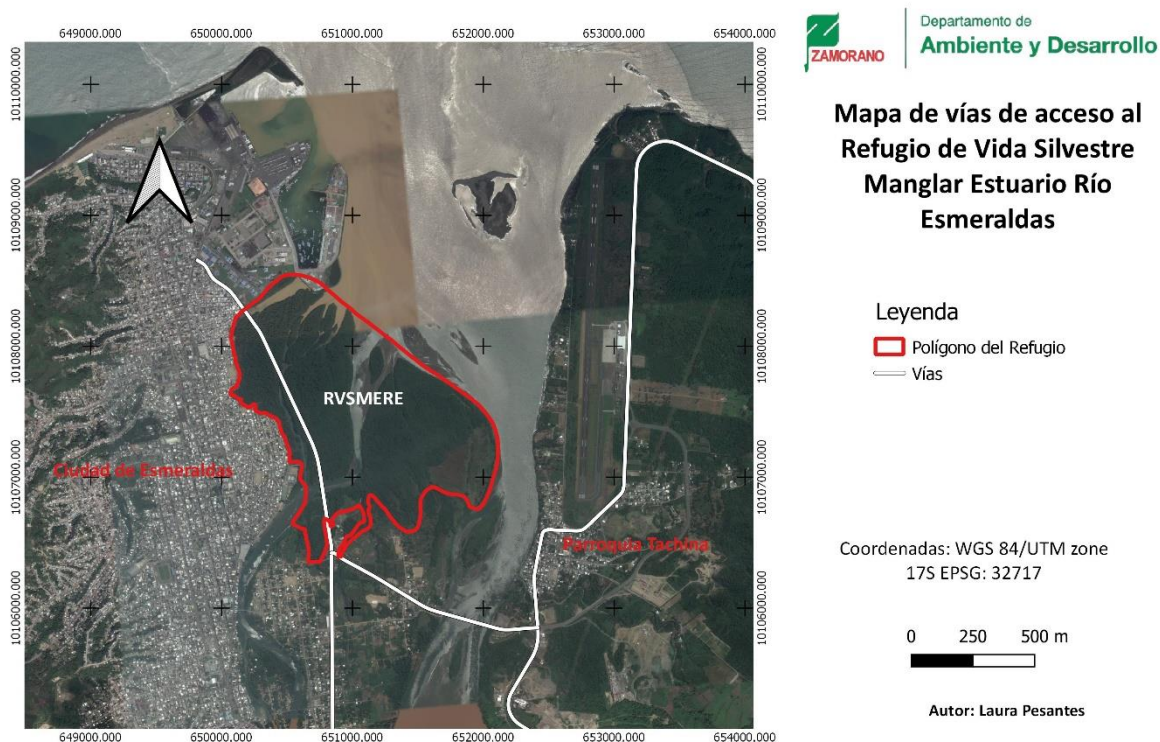 649000.000 650000.000 651000.000 652000.000 653000.000 654000.000
10110000.000
10109000.000
10108000.000
10107000.000
10106000.000
RVSMERE
Ciudad de Esmeraldas
Parroquia Tachina
10110000.000
10109000.000
10108000.000
10107000.000
10106000.000
649000.000 650000.000 651000.000 652000.000 653000.000 654000.000
ZAMORANO
Departamento de
Ambiente y Desarrollo
Mapa de vías de acceso al
Refugio de Vida Silvestre
Manglar Estuario Río
Esmeraldas
Leyenda
Polígono del Refugio
Vías
Coordenadas: WGS 84/UTM zone
17S EPSG: 32717
0 250 500 m
Autor: Laura Pesantes